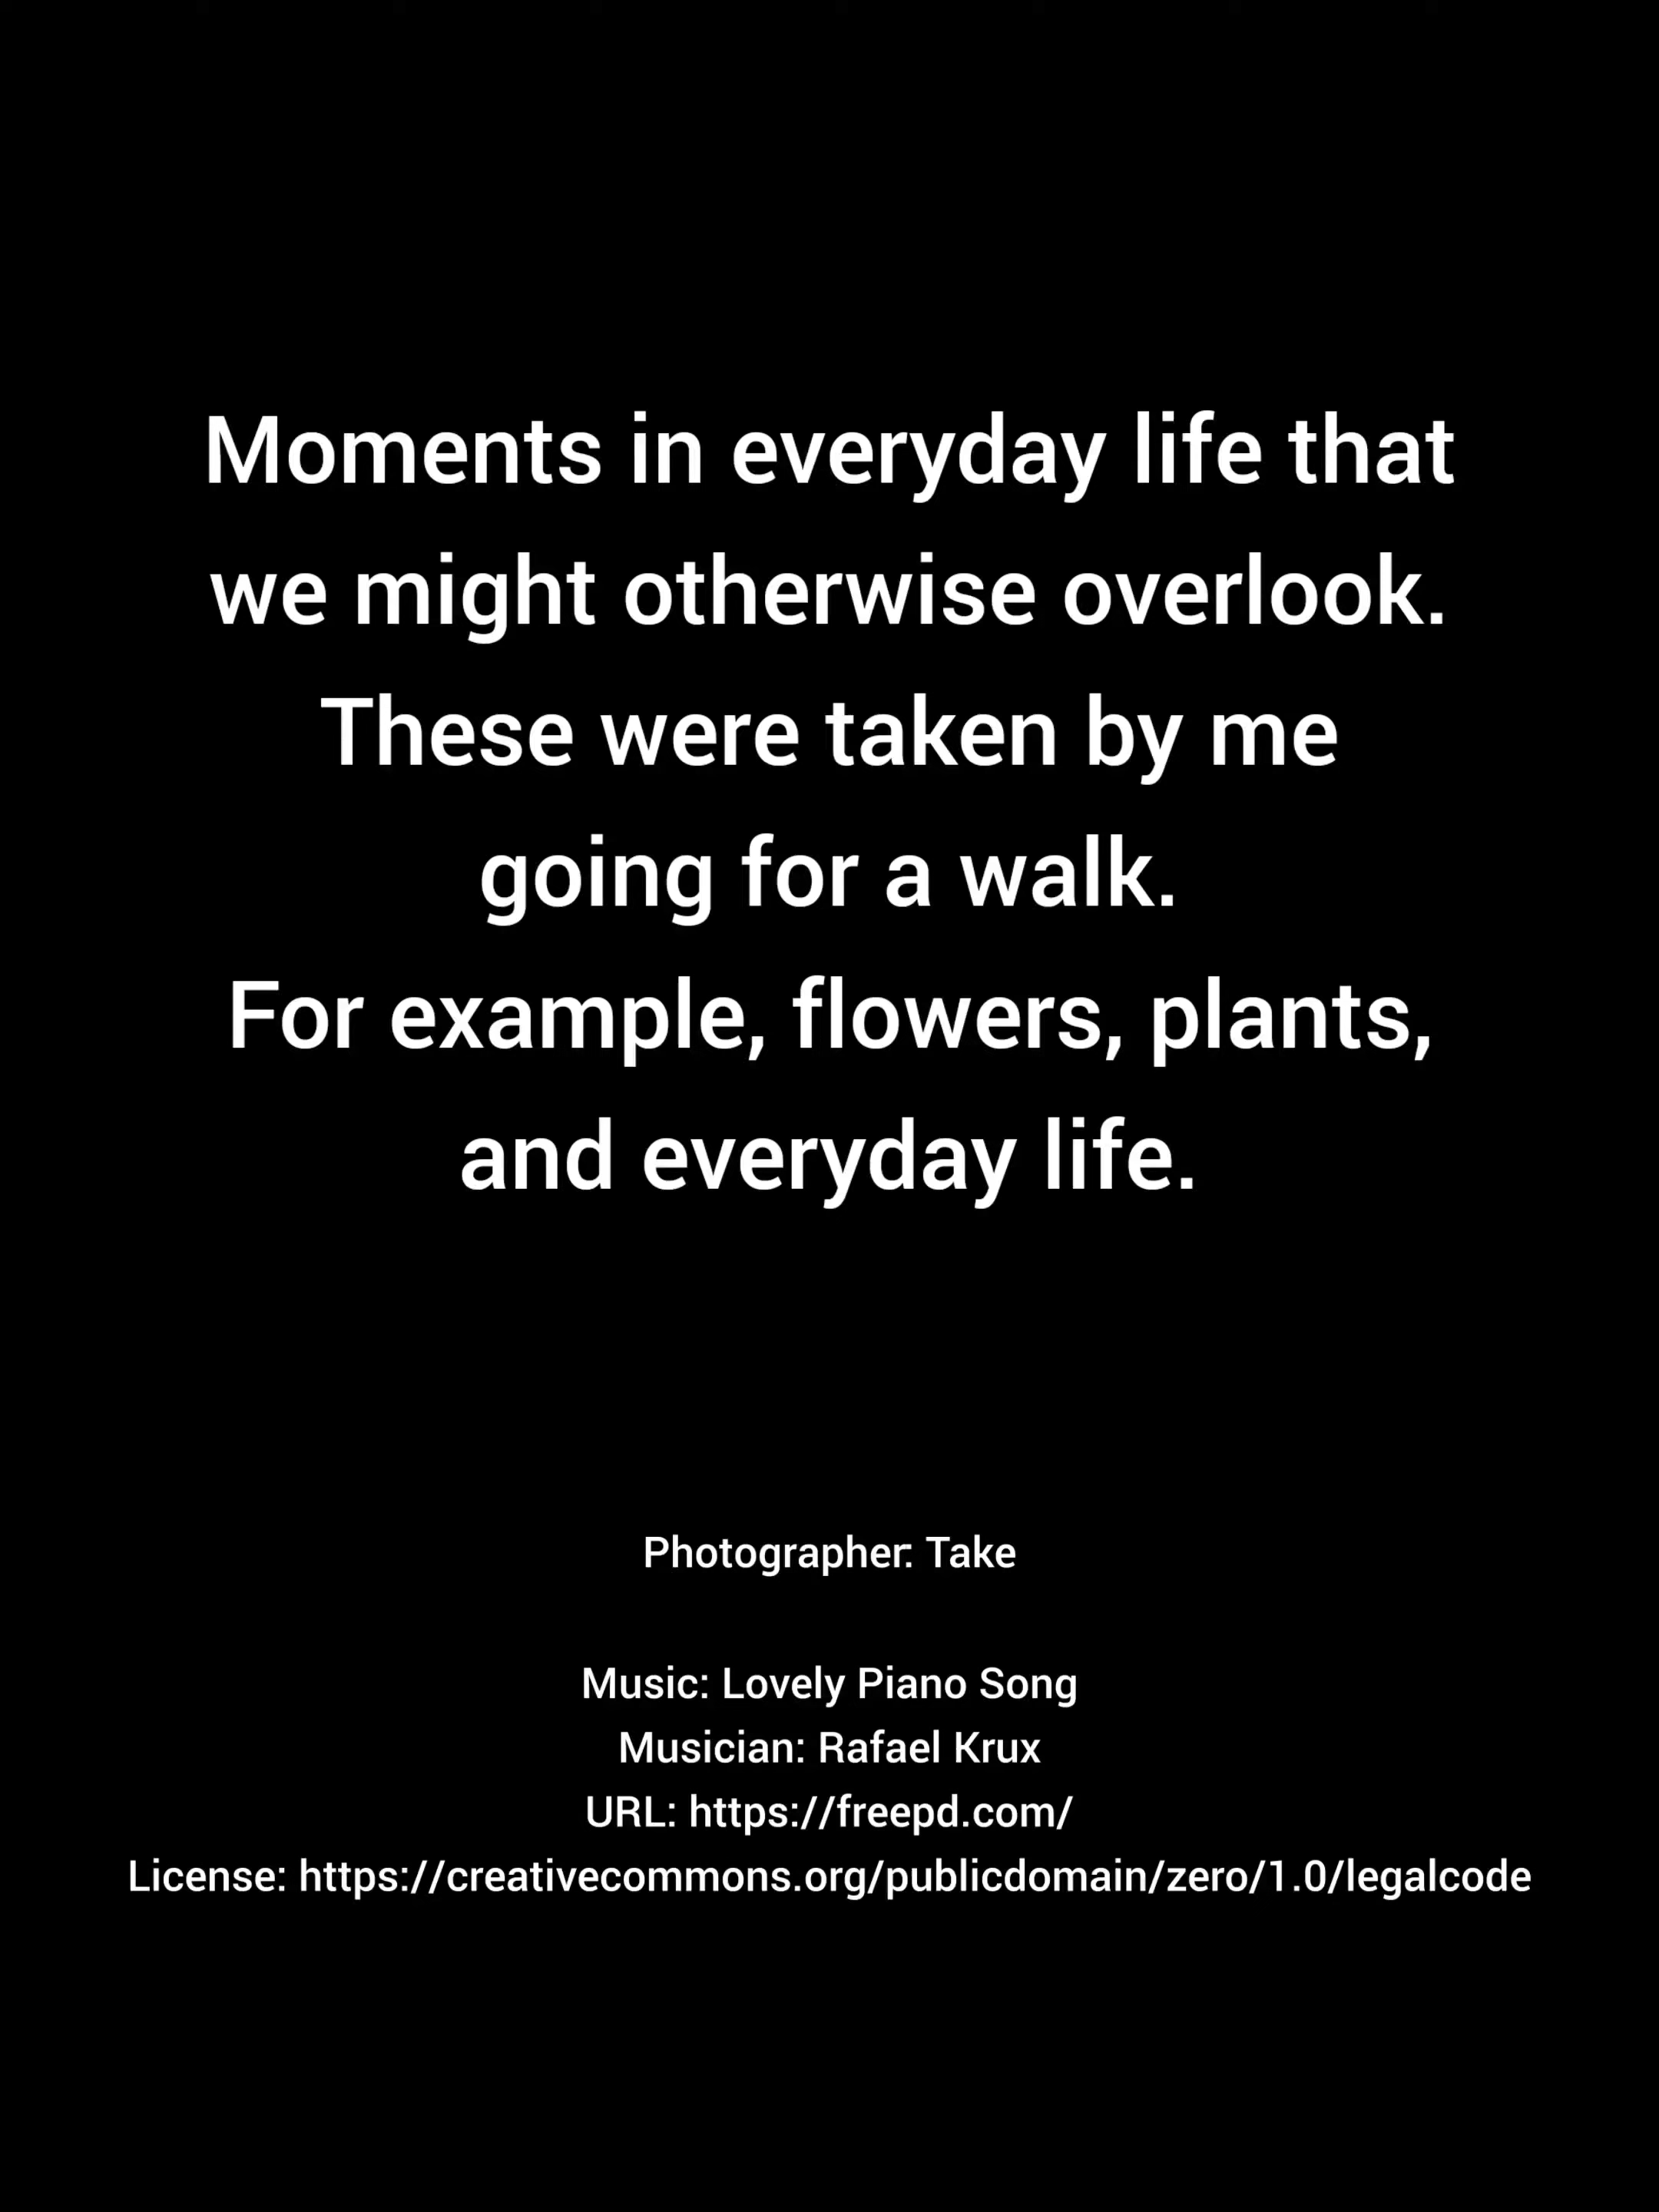 Moments in everyday life that
we might otherwise overlook.
These were taken by me
going for a walk.
For example, flowers, plants,
and everyday life.
Photographer: Take
Music: Lovely Piano Song
Musician: Rafael Krux
URL: https://freepd.com/
License: https://creativecommons.org/publicdomain/zero/1.0/legalcode